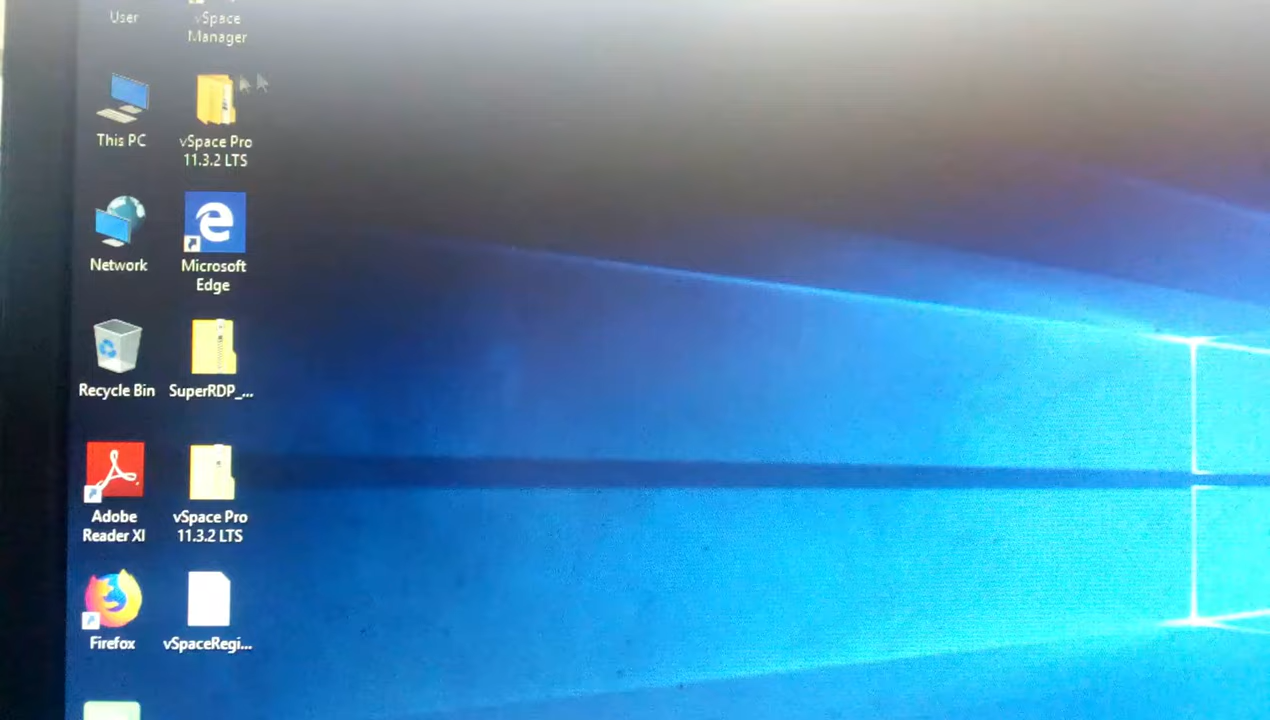 User
vSpace
Manager
This PC
vSpace Pro
11.3.2 LTS
Network
Microsoft
Edge
Recycle Bin
SuperRDP_...
Adobe
Reader XI
vSpace Pro
11.3.2 LTS
Firefox
vSpaceRegi...